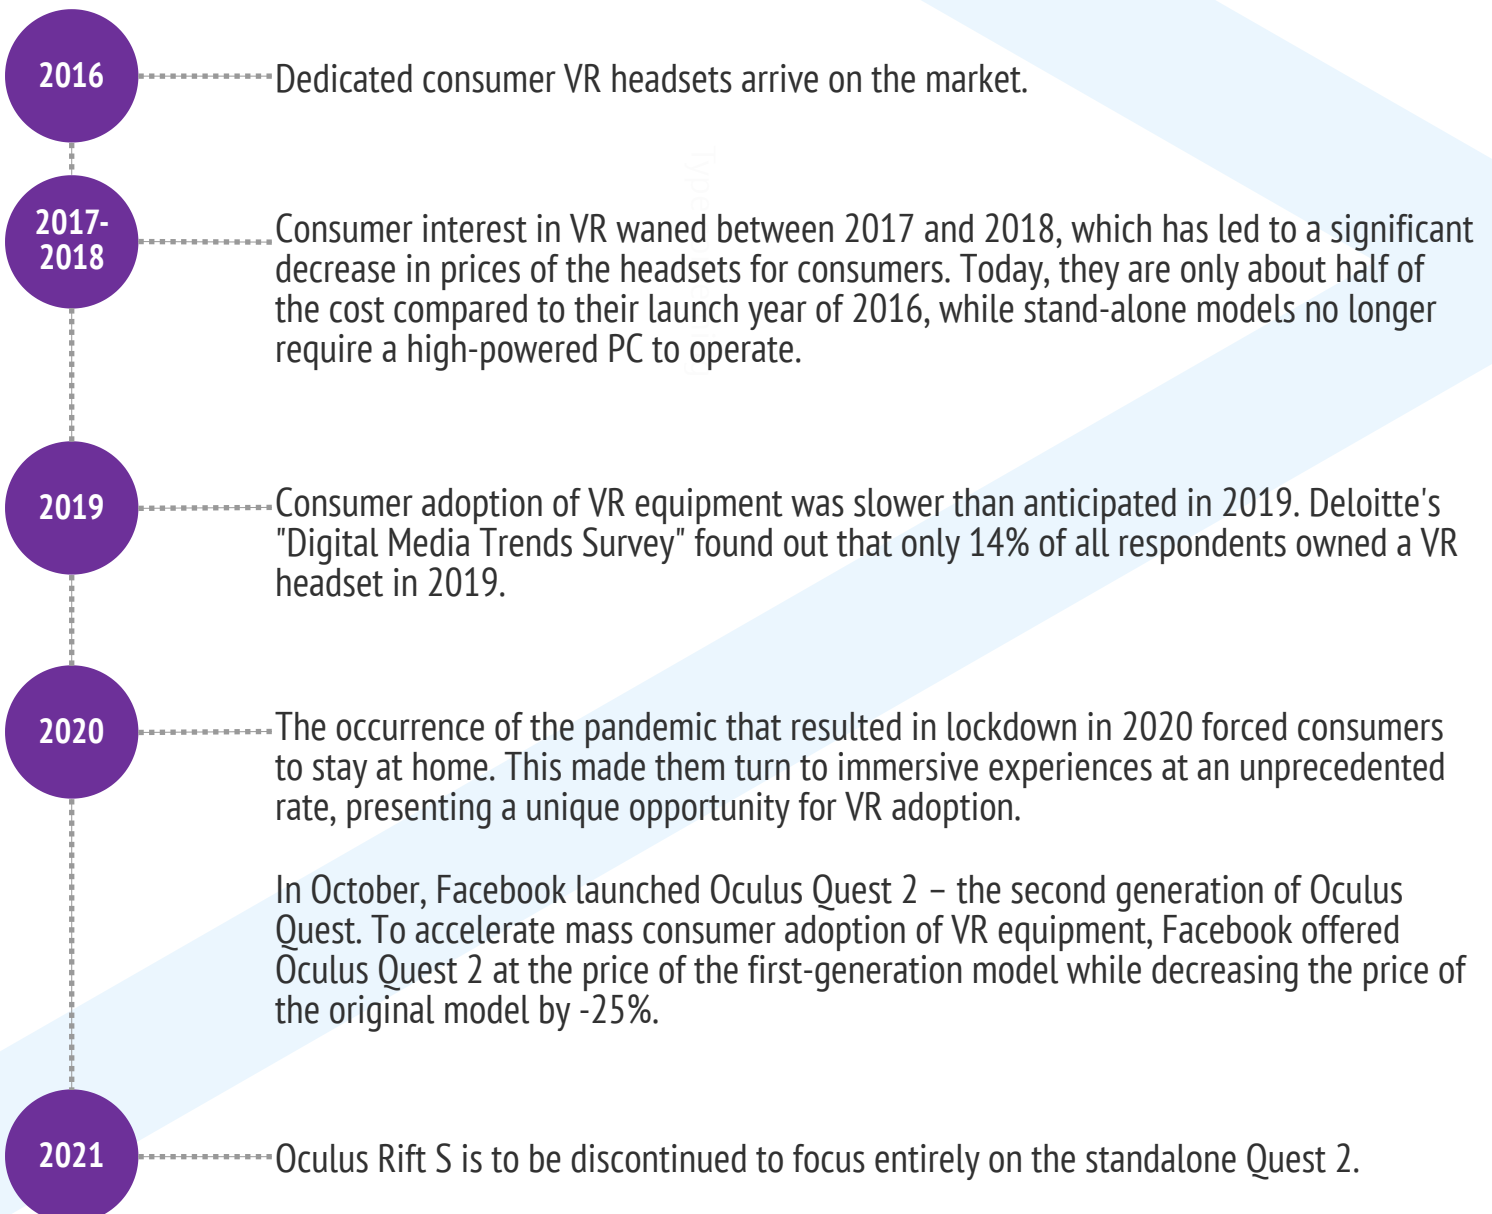 2016
Dedicated consumer VR headsets arrive on the market.
2017-
2018
Consumer interest in VR waned between 2017 and 2018, which has led to a significant
decrease in prices of the headsets for consumers. Today, they are only about half of
the cost compared to their launch year of 2016, while stand-alone models no longer
require a high-powered PC to operate.
2019
Consumer adoption of VR equipment was slower than anticipated in 2019. Deloitte's
"Digital Media Trends Survey" found out that only 14% of all respondents owned a VR
headset in 2019.
2020
The occurrence of the pandemic that resulted in lockdown in 2020 forced consumers
to stay at home. This made them turn to immersive experiences at an unprecedented
rate, presenting a unique opportunity for VR adoption.
In October, Facebook launched Oculus Quest 2 – the second generation of Oculus
Quest. To accelerate mass consumer adoption of VR equipment, Facebook offered
Oculus Quest 2 at the price of the first-generation model while decreasing the price of
the original model by -25%.
2021
Oculus Rift S is to be discontinued to focus entirely on the standalone Quest 2.